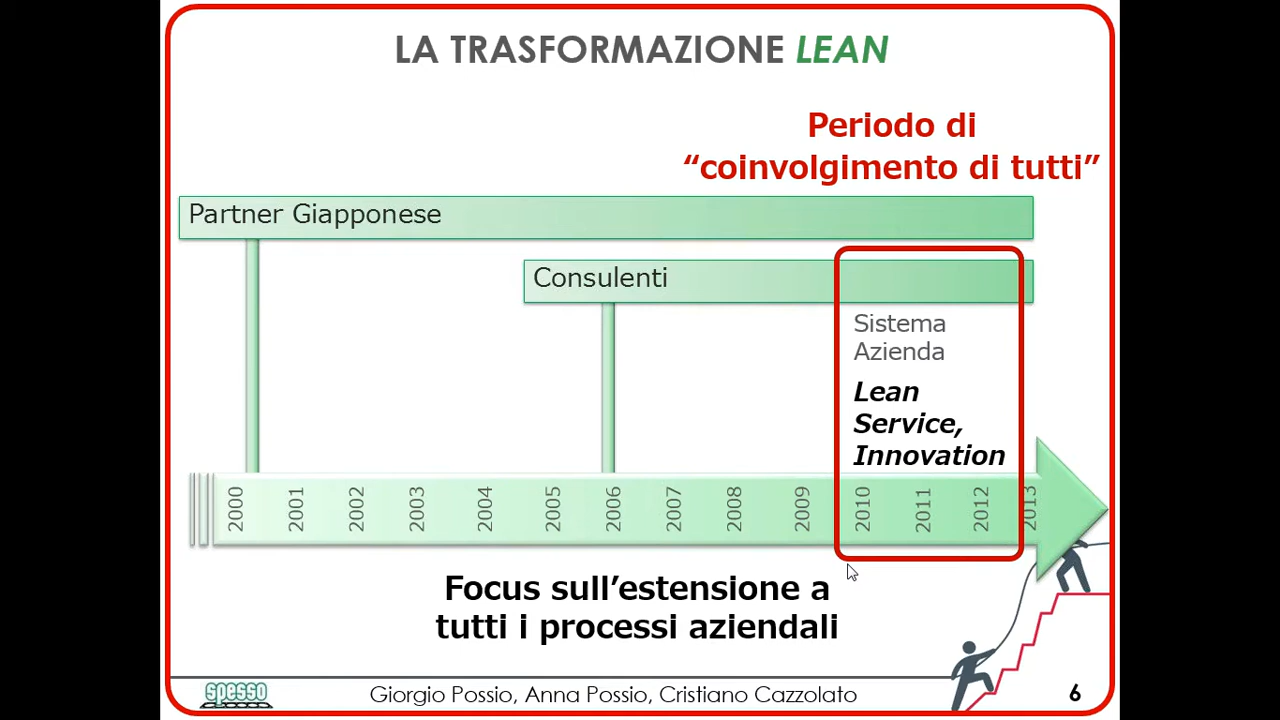 LA TRASFORMAZIONE LEAN
Periodo di
“coinvolgimento di tutti”
Partner Giapponese
Consulenti
Sistema
Azienda
Lean
Service,
Innovation
2000 2001 2002 2003 2004 2005 2006 2007 2008 2009 2010 2011 2012 2013
Focus sull’estensione a
tutti i processi aziendali
spesso
Giorgio Possio, Anna Possio, Cristiano Cazzolato
6